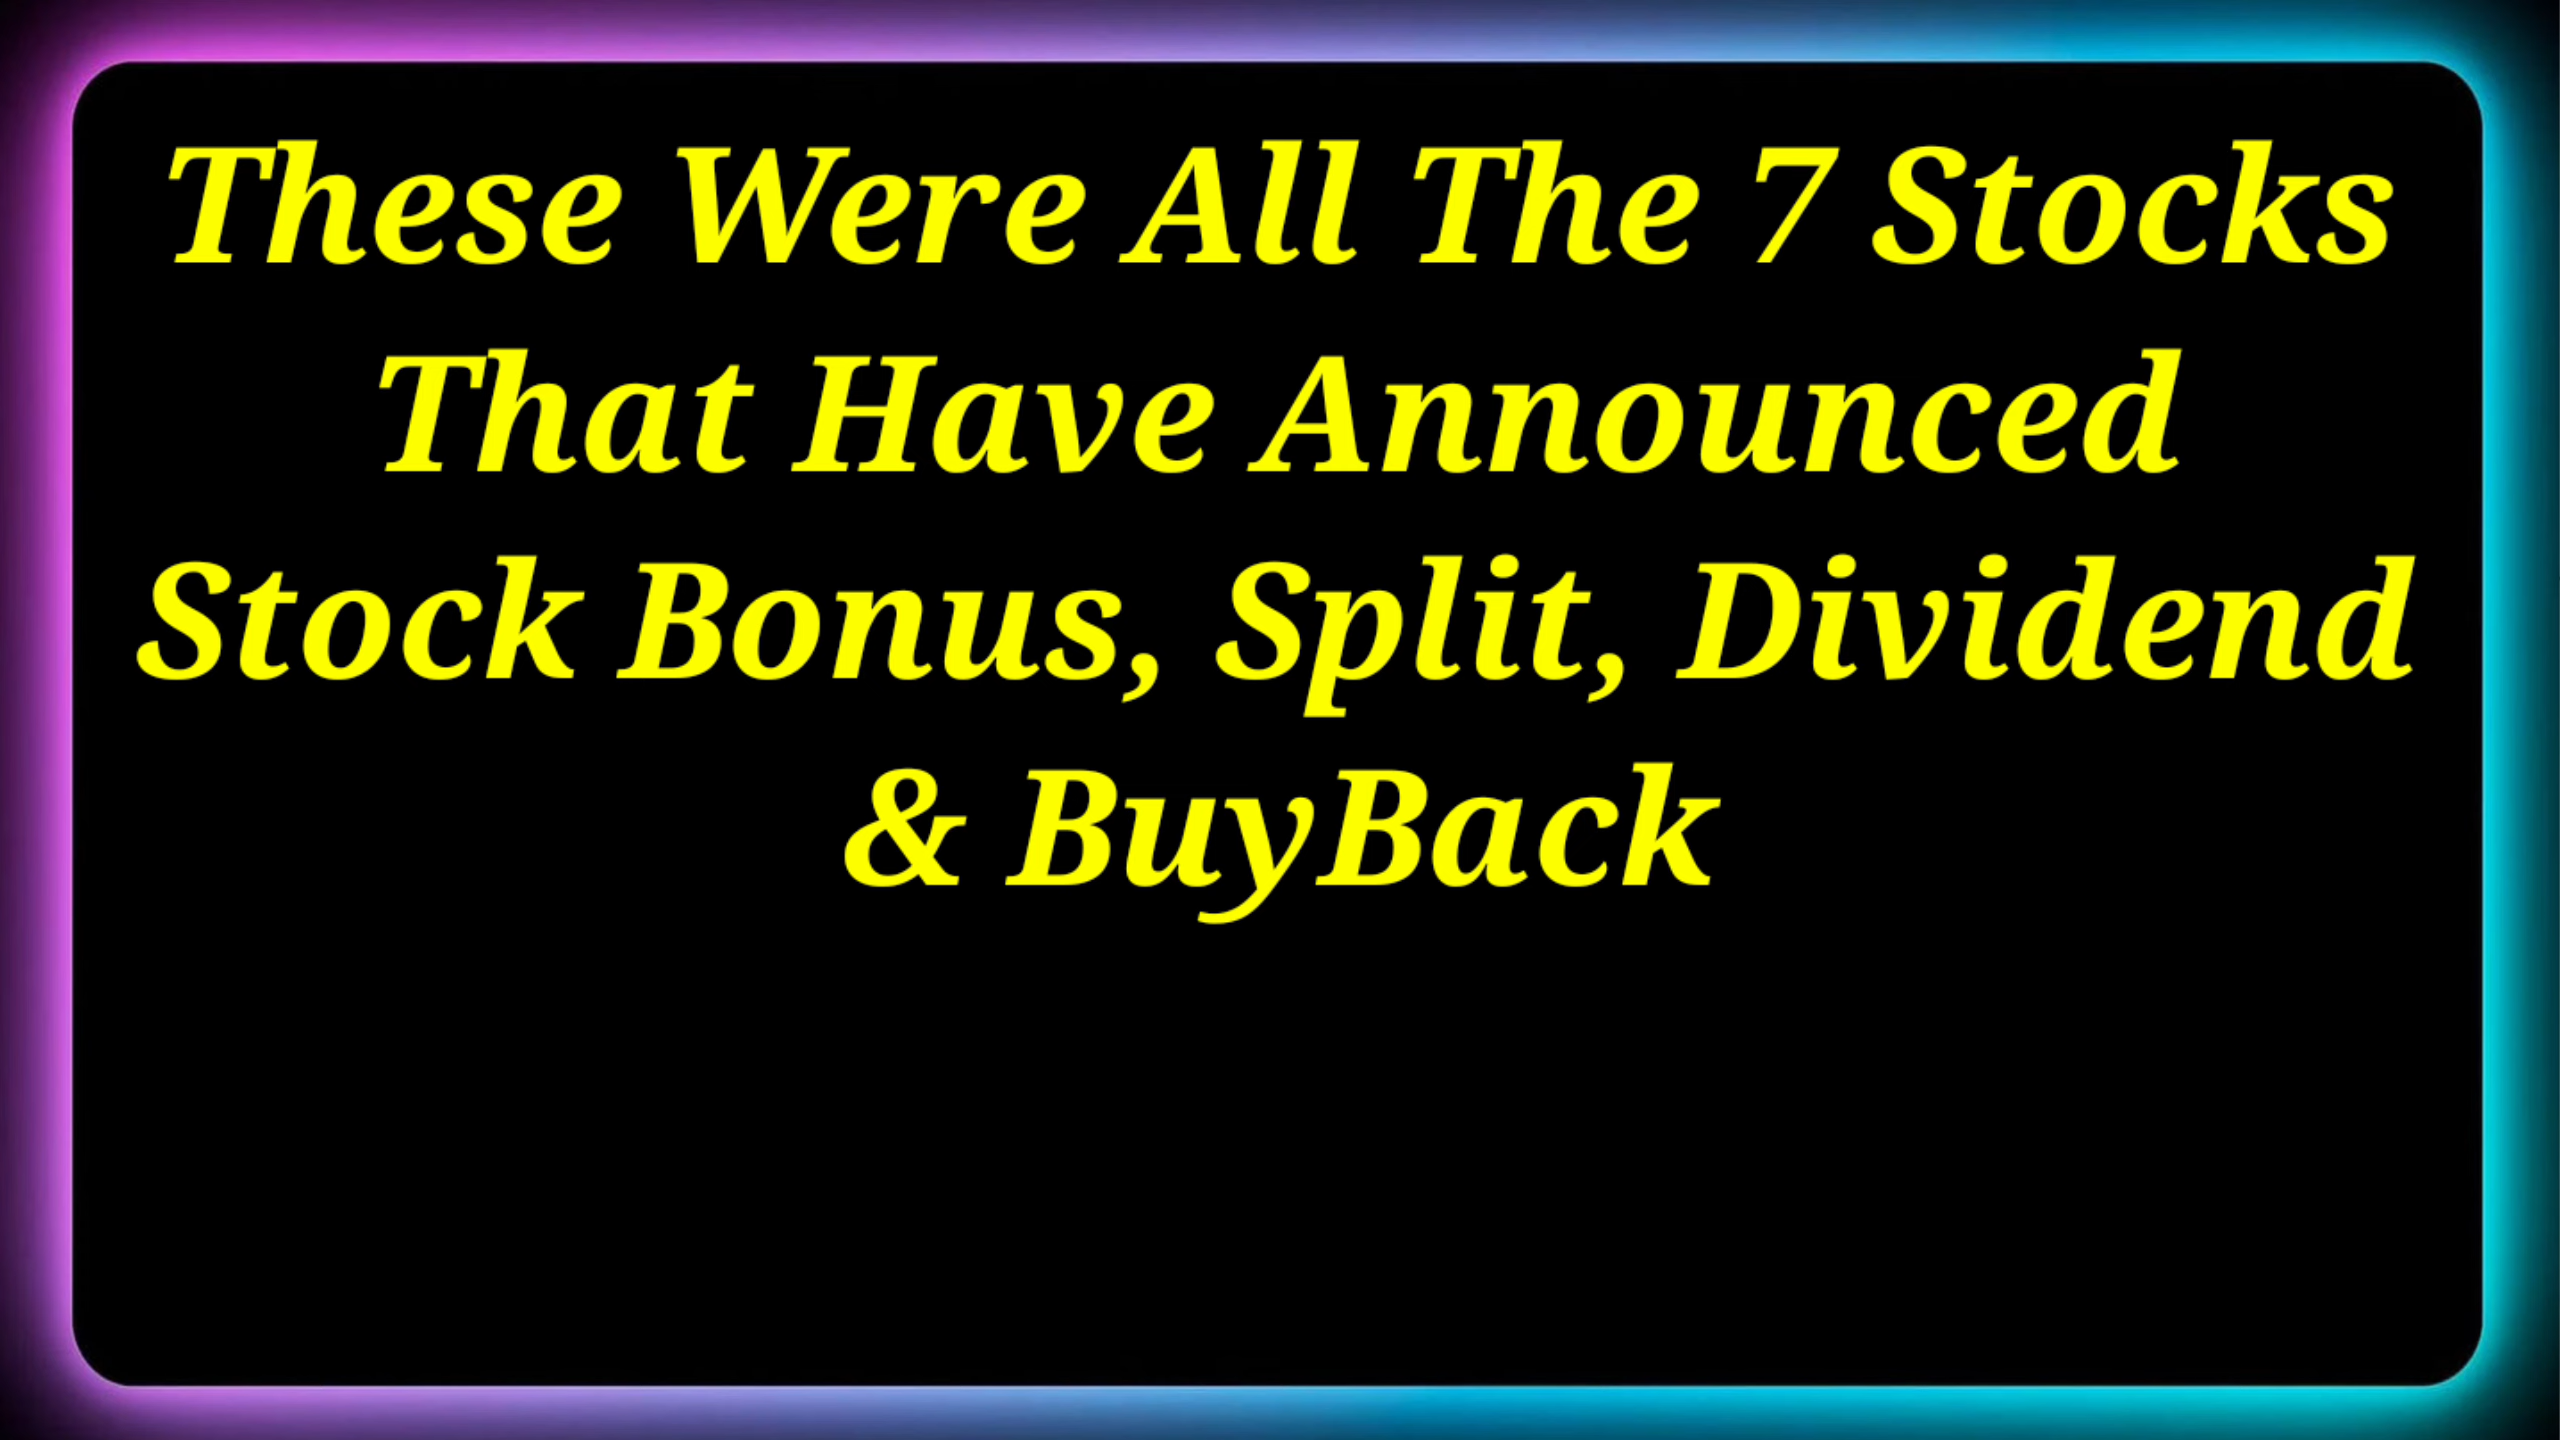 These Were All The 7 Stocks
That Have Announced
Stock Bonus, Split, Dividend
& BuyBack